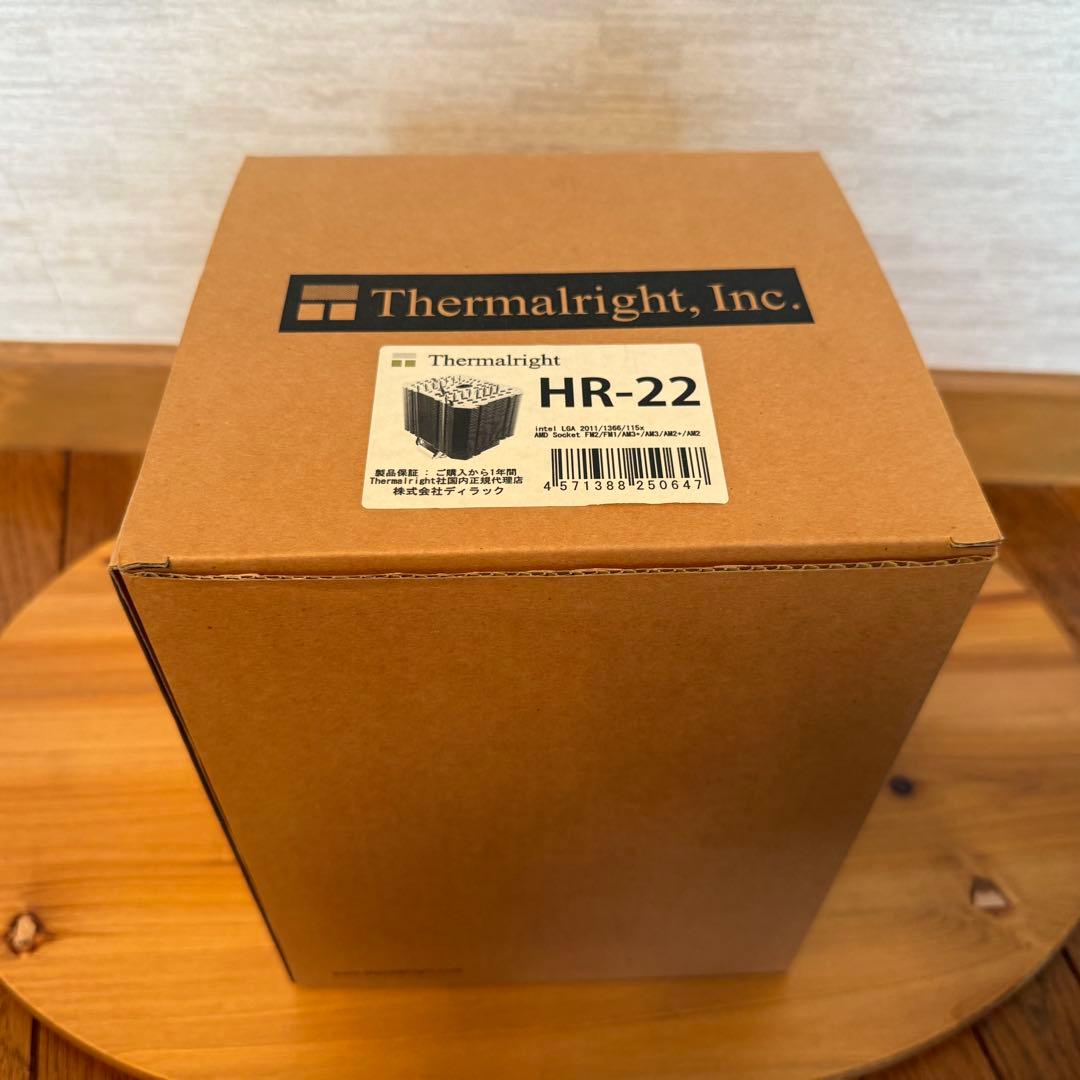 Thermalright, Inc.
Thermalright
HR-22
intel LGA 2011/1366/115x
AMD Socket FM2/FM1/AM3+/AM3/AM2+/AM2
製品保証 : ご購入から1年間
Thermalright社国内正規代理店
株式会社ディラック
4 571388 250647